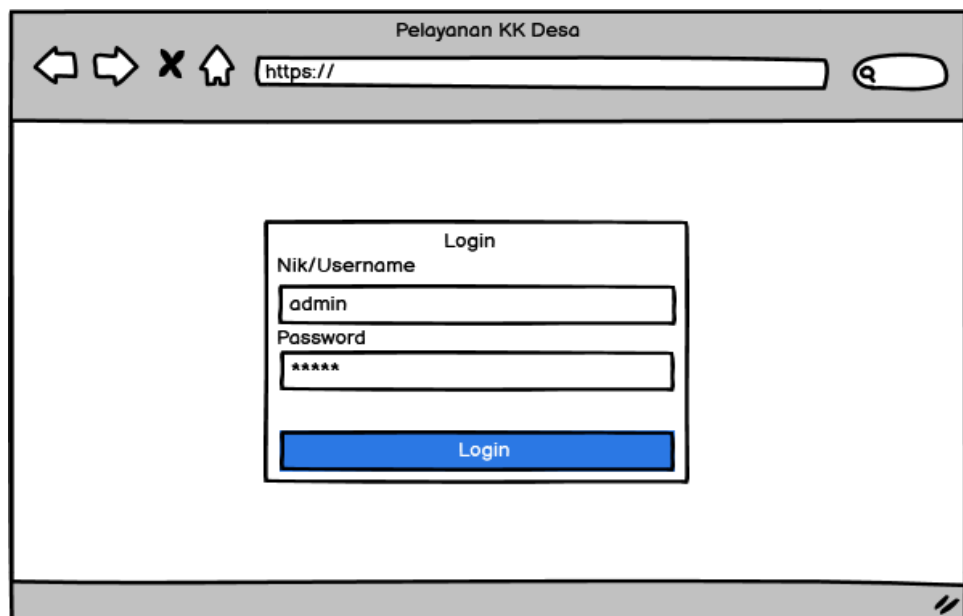 Pelayanan KK Desa
https://
Login
Nik/Username
admin
Password
*****
Login